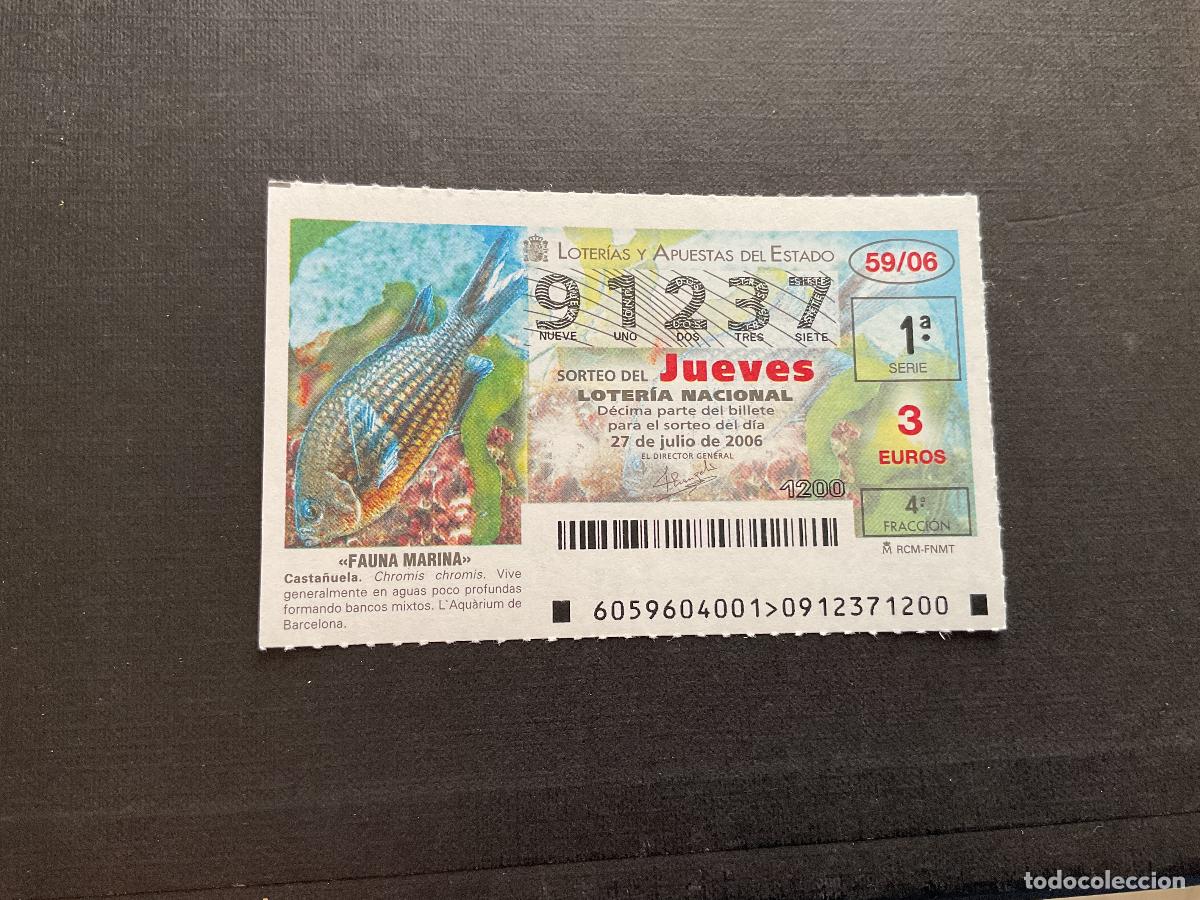 LOTERÍAS Y APUESTAS DEL ESTADO
59/06
91237
NUEVE UNO DOS TRES SIETE
1ª
SERIE
SORTEO DEL Jueves
LOTERÍA NACIONAL
Décima parte del billete
para el sorteo del día
27 de julio de 2006
EL DIRECTOR GENERAL
3
EUROS
1200
4ª
FRACCIÓN
RCM-FNMT
«FAUNA MARINA»
Castañuela. Chromis chromis. Vive
generalmente en aguas poco profundas
formando bancos mixtos. L`Aquàrium de
Barcelona.
6059604001>0912371200
todocoleccion